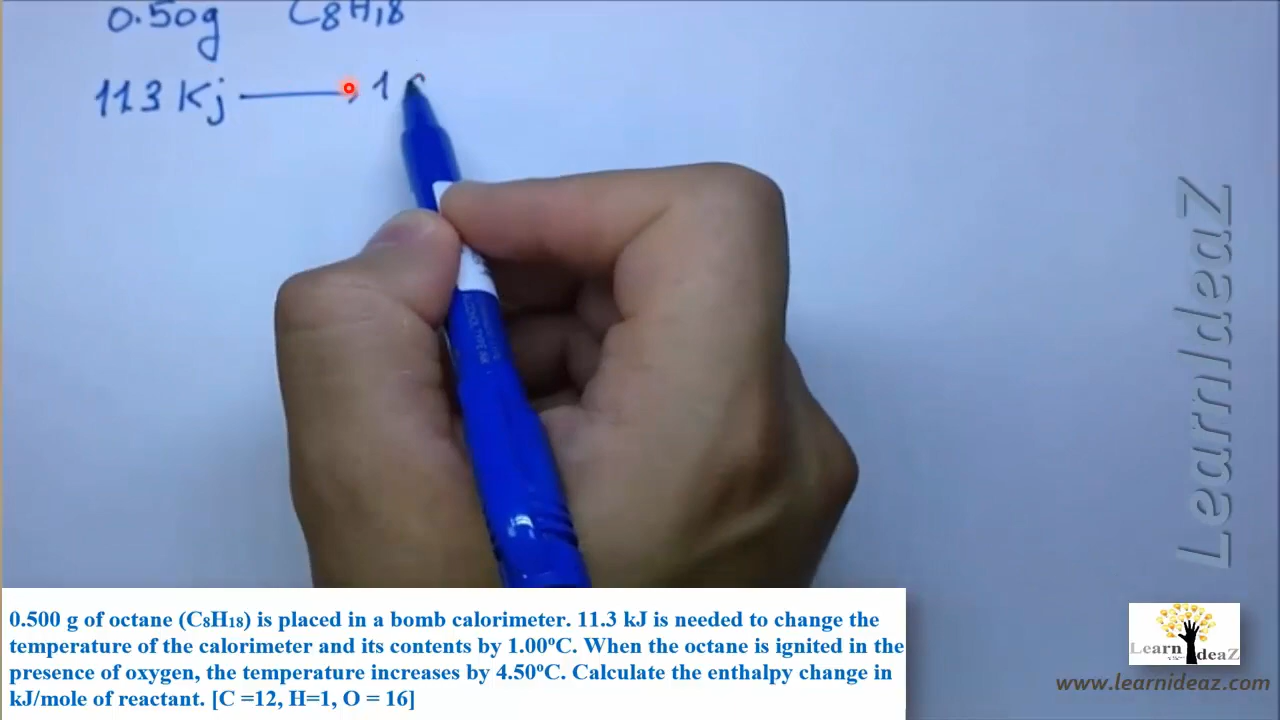 0.50g C8H18
11.3 Kj → 1
LearnIdeaZ
0.500 g of octane (C₈H₁₈) is placed in a bomb calorimeter. 11.3 kJ is needed to change the
temperature of the calorimeter and its contents by 1.00ºC. When the octane is ignited in the
presence of oxygen, the temperature increases by 4.50ºC. Calculate the enthalpy change in
kJ/mole of reactant. [C =12, H=1, O = 16]
Learn IdeaZ
www.learnideaz.com